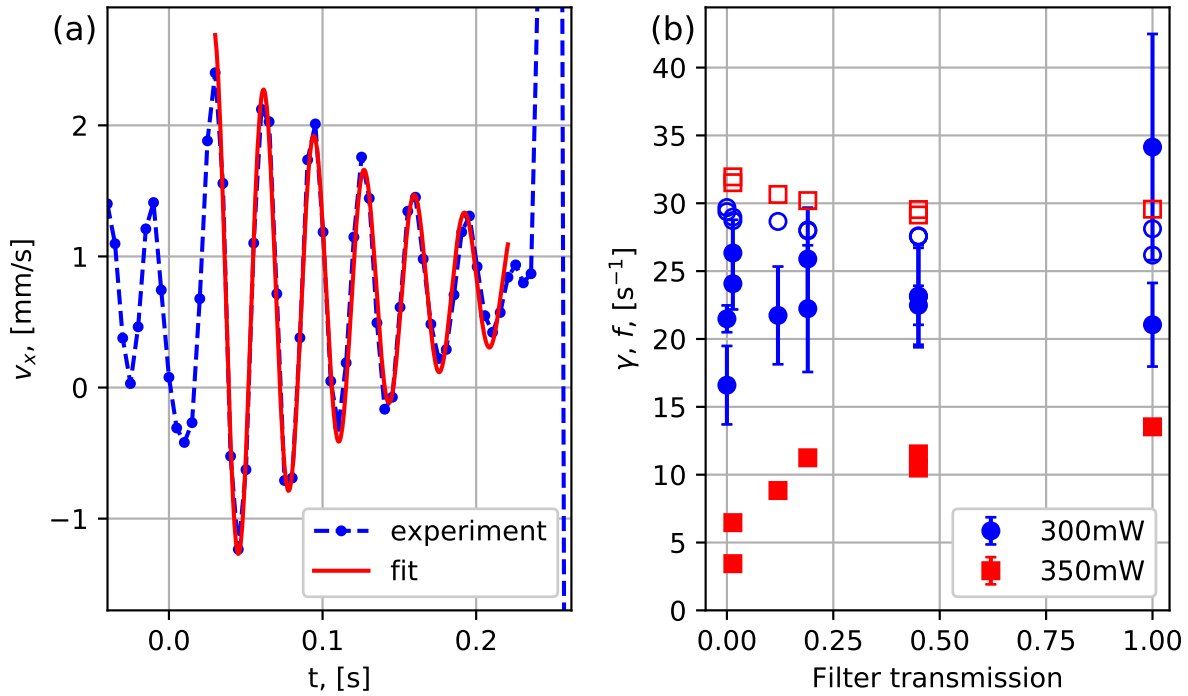 (a)
2
1
0
−1
vₓ, [mm/s]
0.0 0.1 0.2
t, [s]
experiment
fit
(b)
40
35
30
25
20
15
10
5
0
γ, f, [s⁻¹]
0.00 0.25 0.50 0.75 1.00
Filter transmission
300mW
350mW